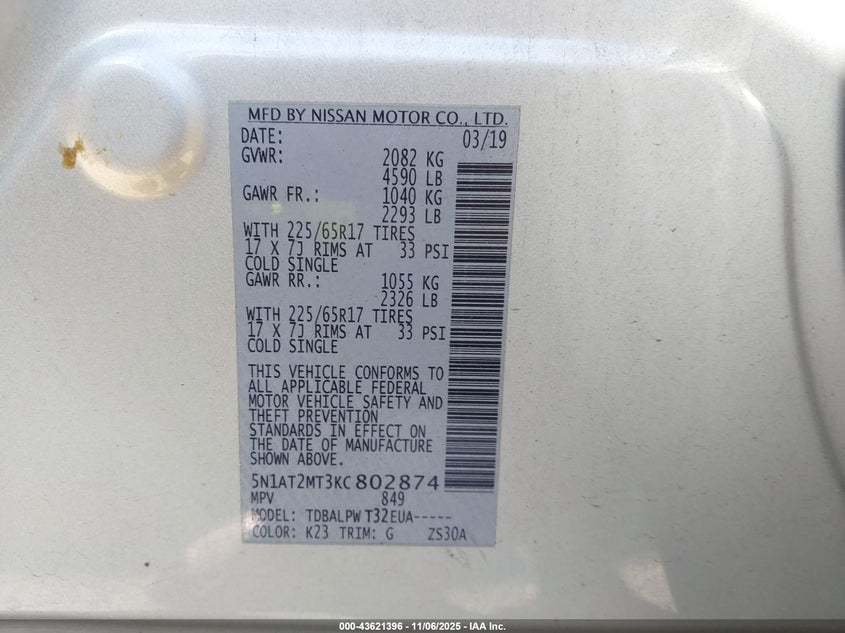 MFD BY NISSAN MOTOR CO., LTD.
DATE: 03/19
GVWR: 2082 KG
4590 LB
GAWR FR.: 1040 KG
2293 LB
WITH 225/65R17 TIRES
17 X 7J RIMS AT 33 PSI
COLD SINGLE
GAWR RR.: 1055 KG
2326 LB
WITH 225/65R17 TIRES
17 X 7J RIMS AT 33 PSI
COLD SINGLE
THIS VEHICLE CONFORMS TO
ALL APPLICABLE FEDERAL
MOTOR VEHICLE SAFETY AND
THEFT PREVENTION
STANDARDS IN EFFECT ON
THE DATE OF MANUFACTURE
SHOWN ABOVE.
5N1AT2MT3KC802874
MPV 849
MODEL: TDBALPW T32EUA-----
COLOR: K23 TRIM: G ZS30A
000-43621396 - 11/06/2025 - IAA Inc.